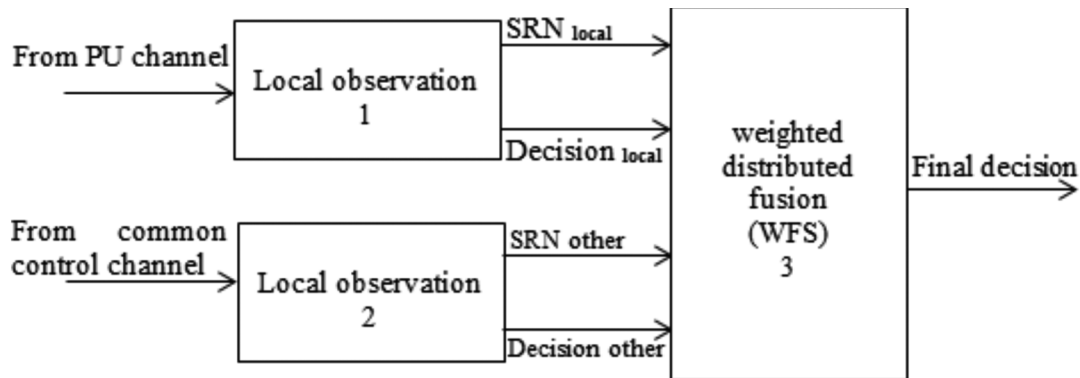 From PU channel
Local observation
1
SRN local
Decision local
From common
control channel
Local observation
2
SRN other
Decision other
weighted
distributed
fusion
(WFS)
3
Final decision